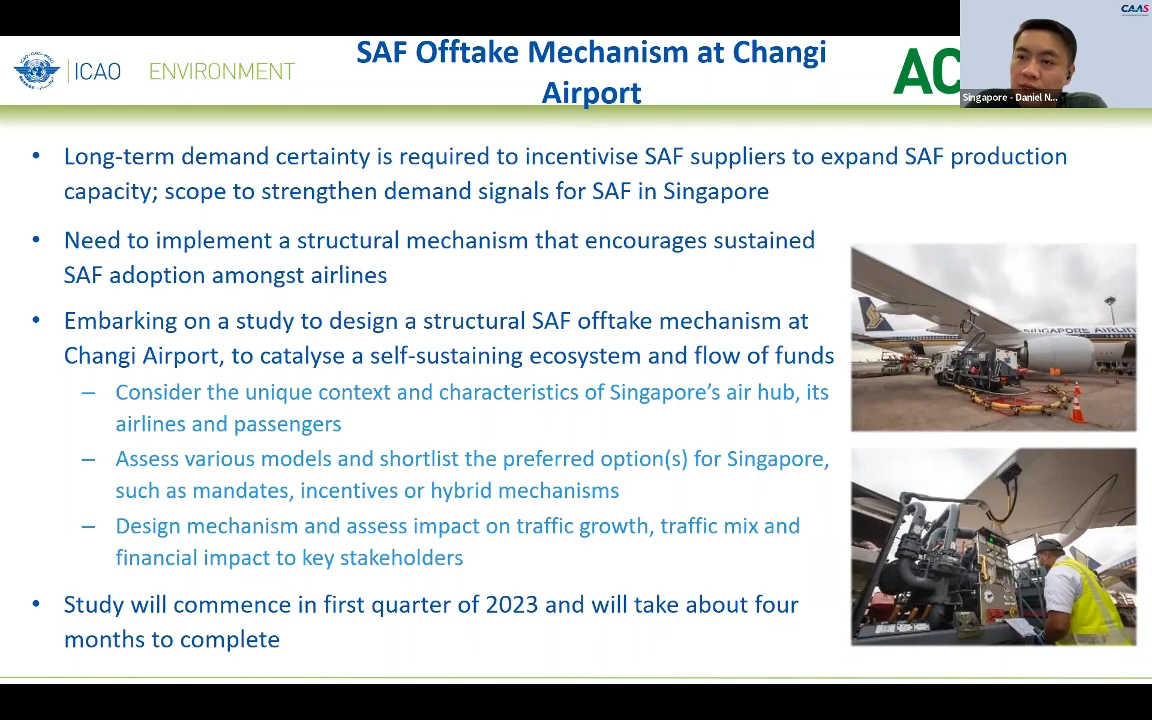 CAAS
SAF Offtake Mechanism at Changi
Airport
ICAO
ENVIRONMENT
AC
Singapore - Daniel N...
• Long-term demand certainty is required to incentivise SAF suppliers to expand SAF production
capacity; scope to strengthen demand signals for SAF in Singapore
• Need to implement a structural mechanism that encourages sustained
SAF adoption amongst airlines
• Embarking on a study to design a structural SAF offtake mechanism at
Changi Airport, to catalyse a self-sustaining ecosystem and flow of funds
– Consider the unique context and characteristics of Singapore's air hub, its
airlines and passengers
– Assess various models and shortlist the preferred option(s) for Singapore,
such as mandates, incentives or hybrid mechanisms
– Design mechanism and assess impact on traffic growth, traffic mix and
financial impact to key stakeholders
• Study will commence in first quarter of 2023 and will take about four
months to complete
SINGAPORE AIRLIN